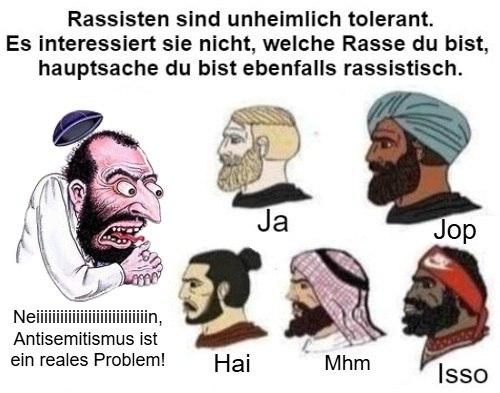 Rassisten sind unheimlich tolerant.
Es interessiert sie nicht, welche Rasse du bist,
hauptsache du bist ebenfalls rassistisch.
Ja
Jop
Neiiiiiiiiiiiiiiiiiiiiiiiiiiiin,
Antisemitismus ist
ein reales Problem!
Hai
Mhm
Isso